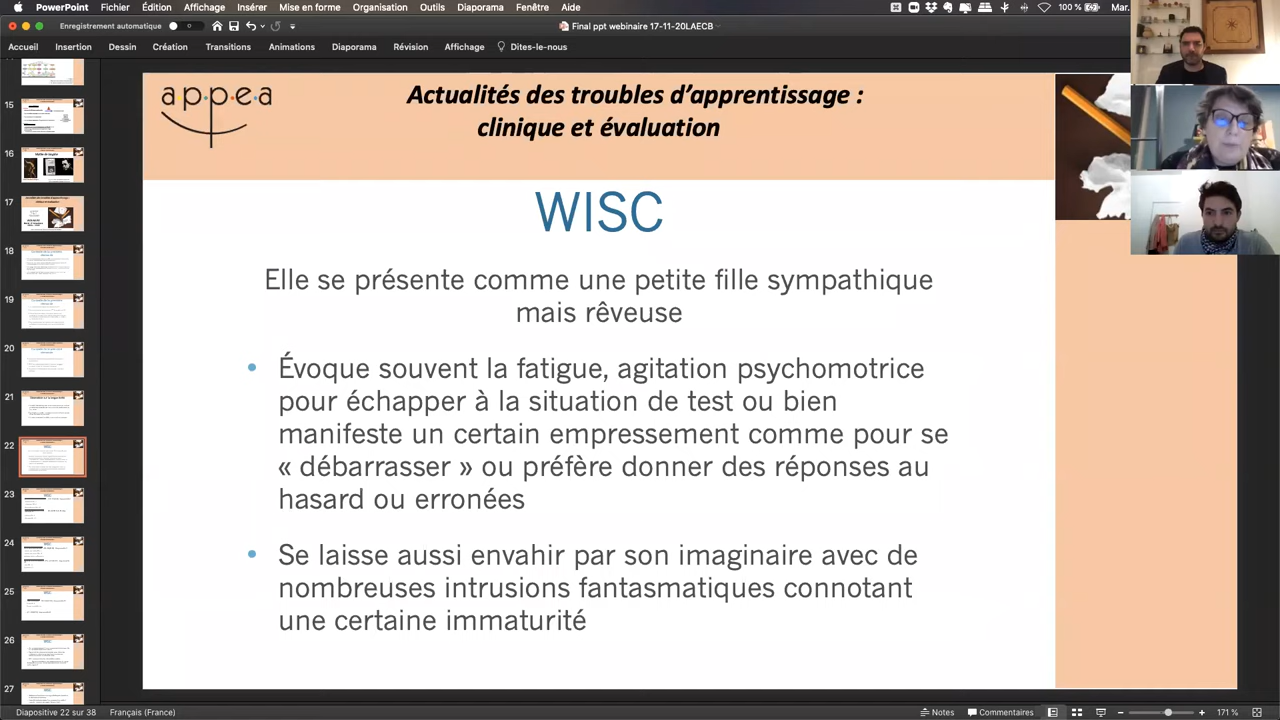 PowerPoint Fichier Édition Affichage Insérer Mise en forme Organisation Outils Diaporama Fenêtre Aide 100 % Mar.
Enregistrement automatique Final ppt webinaire 17-11-20LAECB
Accueil Insertion Dessin Création Transitions Animations Diaporama Révision Affichage Dites-le-nous
appea
Actualités des troubles d'apprentissage :
clinique et évaluation
WISC
Elle se presente comme une petite fille sympathique
mais rêveuse
• Évoque souvent la fatigue, agitation psychomotrice
pour échapper à la situation de test ou bien
manifeste un certain empressement comme pour se
« débarrasser » ou préfère donner des réponses au
hasard ou erronées
• Se laisse aussi envahir par son imaginaire avec de
nombreuses intrusions fantasmatiques connotant
une certaine immaturité
15
16
17
18
19
20
21
22
23
24
25
26
27
Diapositive 22 sur 38 Français (France) Notes Commentaires 171 %